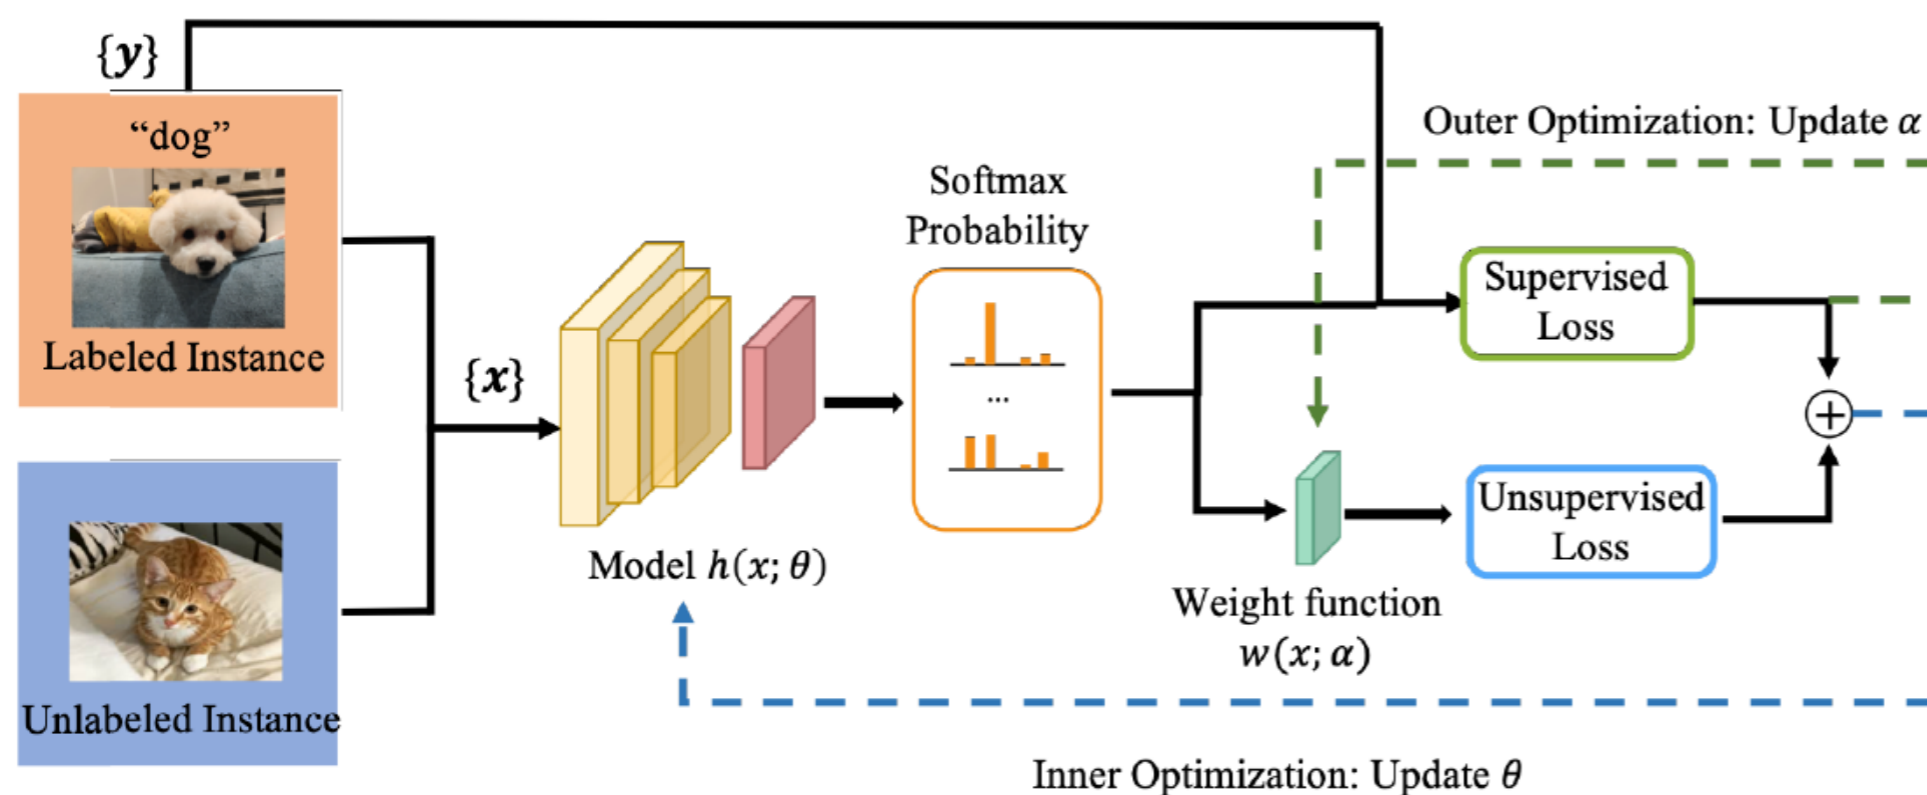 {y}
“dog”
Labeled Instance
Unlabeled Instance
{x}
Model h(x; θ)
Softmax
Probability
...
Outer Optimization: Update α
Supervised
Loss
+
Weight function
w(x; α)
Unsupervised
Loss
Inner Optimization: Update θ